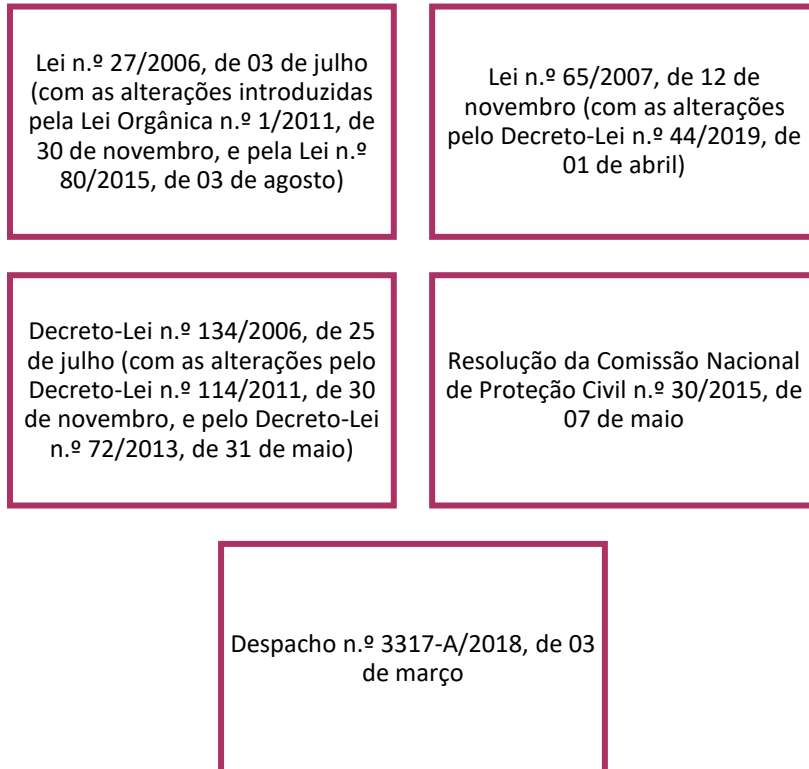 Lei n.º 27/2006, de 03 de julho
(com as alterações introduzidas
pela Lei Orgânica n.º 1/2011, de
30 de novembro, e pela Lei n.º
80/2015, de 03 de agosto)
Lei n.º 65/2007, de 12 de
novembro (com as alterações
pelo Decreto-Lei n.º 44/2019, de
01 de abril)
Decreto-Lei n.º 134/2006, de 25
de julho (com as alterações pelo
Decreto-Lei n.º 114/2011, de 30
de novembro, e pelo Decreto-Lei
n.º 72/2013, de 31 de maio)
Resolução da Comissão Nacional
de Proteção Civil n.º 30/2015, de
07 de maio
Despacho n.º 3317-A/2018, de 03
de março